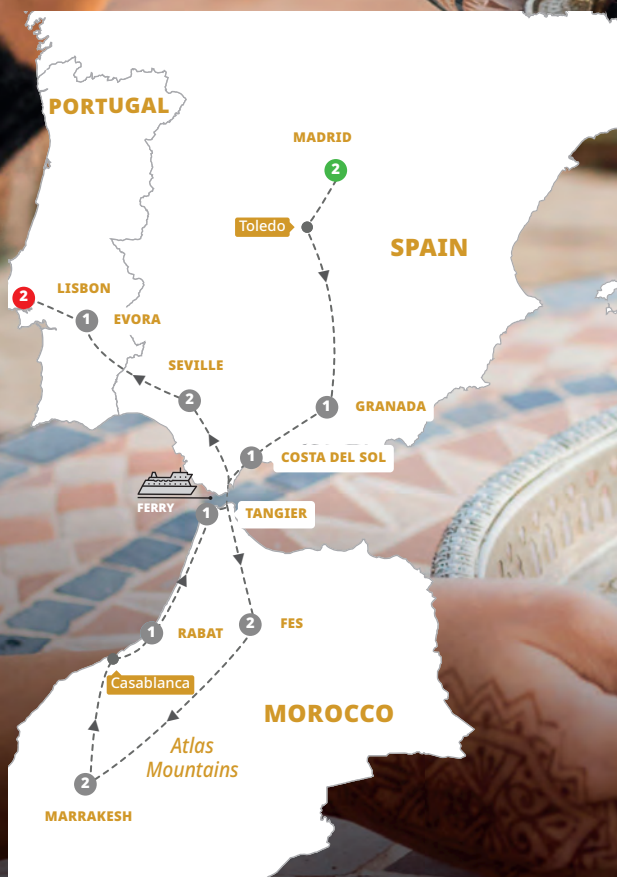 PORTUGAL
MADRID
2
Toledo
SPAIN
LISBON
2
1
EVORA
SEVILLE
2
1
GRANADA
1
COSTA DEL SOL
FERRY
1
TANGIER
1
RABAT
2
FES
Casablanca
MOROCCO
Atlas
Mountains
2
MARRAKESH